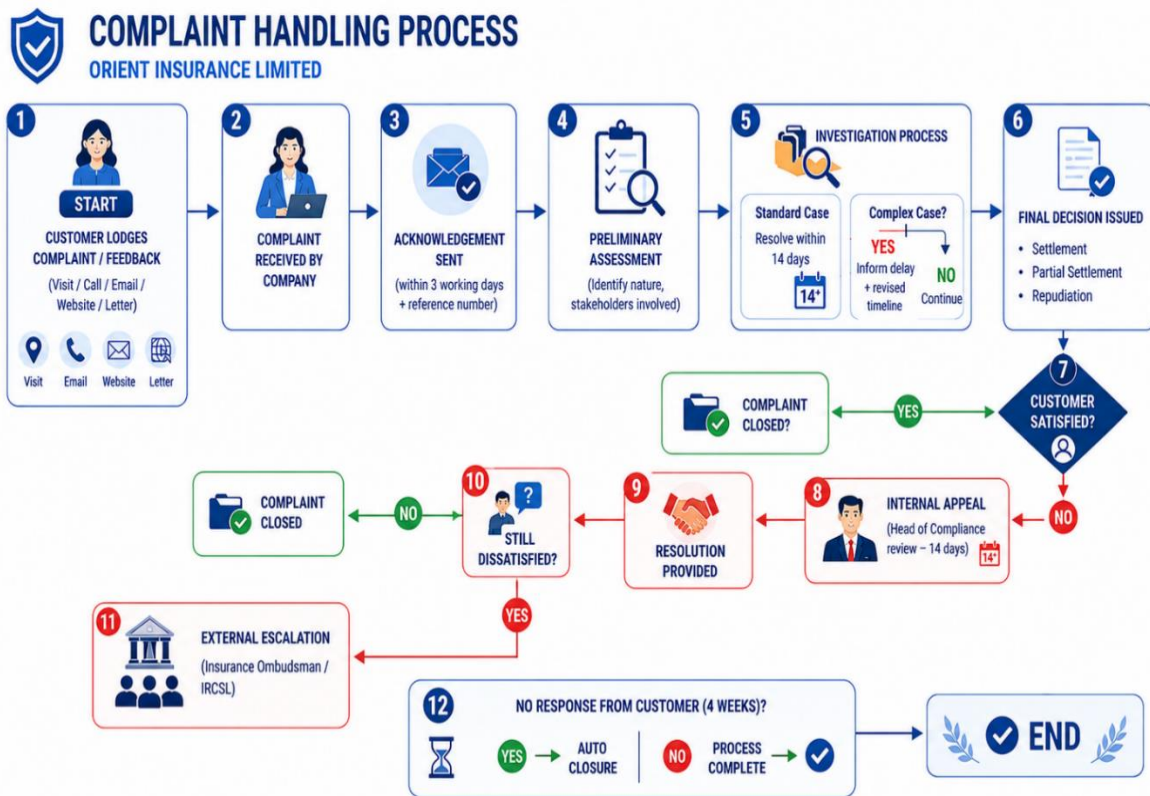 COMPLAINT HANDLING PROCESS
ORIENT INSURANCE LIMITED
1
START
CUSTOMER LODGES
COMPLAINT / FEEDBACK
(Visit / Call / Email /
Website / Letter)
Visit
Email
Website
Letter
2
COMPLAINT
RECEIVED BY
COMPANY
3
ACKNOWLEDGEMENT
SENT
(within 3 working days
+ reference number)
4
PRELIMINARY
ASSESSMENT
(Identify nature,
stakeholders involved)
5
INVESTIGATION PROCESS
Standard Case
Resolve within
14 days
14+
Complex Case?
YES
Inform delay
+ revised
timeline
NO
Continue
6
FINAL DECISION ISSUED
• Settlement
• Partial Settlement
• Repudiation
7
CUSTOMER
SATISFIED?
YES
COMPLAINT
CLOSED?
NO
8
INTERNAL APPEAL
(Head of Compliance
review – 14 days)
14+
9
RESOLUTION
PROVIDED
10
?
STILL
DISSATISFIED?
NO
COMPLAINT
CLOSED
YES
11
EXTERNAL ESCALATION
(Insurance Ombudsman /
IRCSL)
12
NO RESPONSE FROM CUSTOMER (4 WEEKS)?
YES
AUTO
CLOSURE
NO
PROCESS
COMPLETE
END